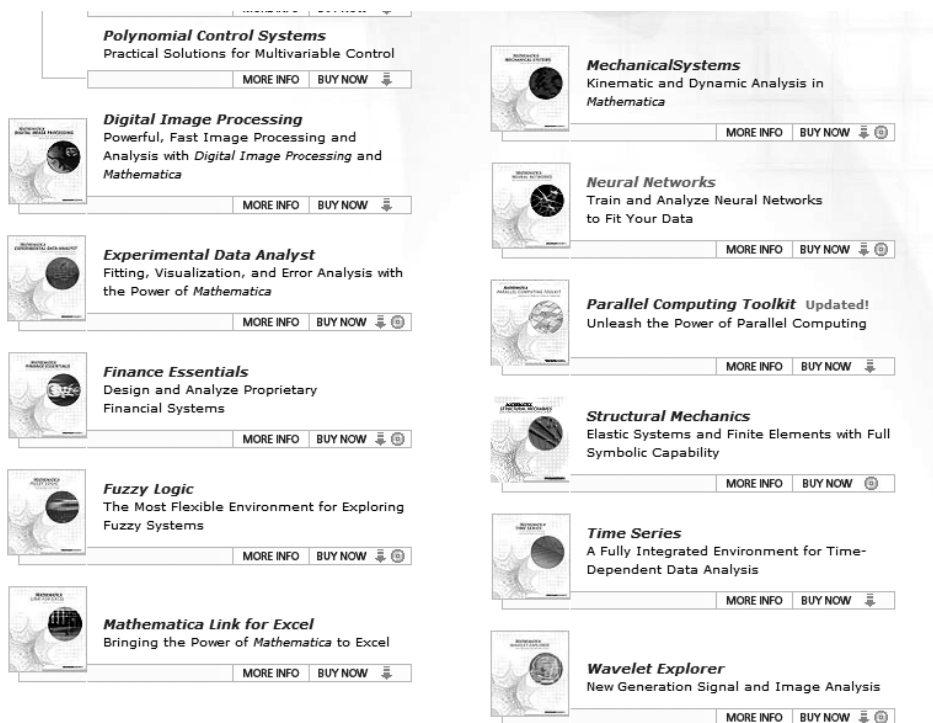 Polynomial Control Systems
Practical Solutions for Multivariable Control
MORE INFO BUY NOW
Digital Image Processing
Powerful, Fast Image Processing and
Analysis with Digital Image Processing and
Mathematica
MORE INFO BUY NOW
Experimental Data Analyst
Fitting, Visualization, and Error Analysis with
the Power of Mathematica
MORE INFO BUY NOW
Finance Essentials
Design and Analyze Proprietary
Financial Systems
MORE INFO BUY NOW
Fuzzy Logic
The Most Flexible Environment for Exploring
Fuzzy Systems
MORE INFO BUY NOW
Mathematica Link for Excel
Bringing the Power of Mathematica to Excel
MORE INFO BUY NOW
MechanicalSystems
Kinematic and Dynamic Analysis in
Mathematica
MORE INFO BUY NOW
Neural Networks
Train and Analyze Neural Networks
to Fit Your Data
MORE INFO BUY NOW
Parallel Computing Toolkit Updated!
Unleash the Power of Parallel Computing
MORE INFO BUY NOW
Structural Mechanics
Elastic Systems and Finite Elements with Full
Symbolic Capability
MORE INFO BUY NOW
Time Series
A Fully Integrated Environment for Time-
Dependent Data Analysis
MORE INFO BUY NOW
Wavelet Explorer
New Generation Signal and Image Analysis
MORE INFO BUY NOW